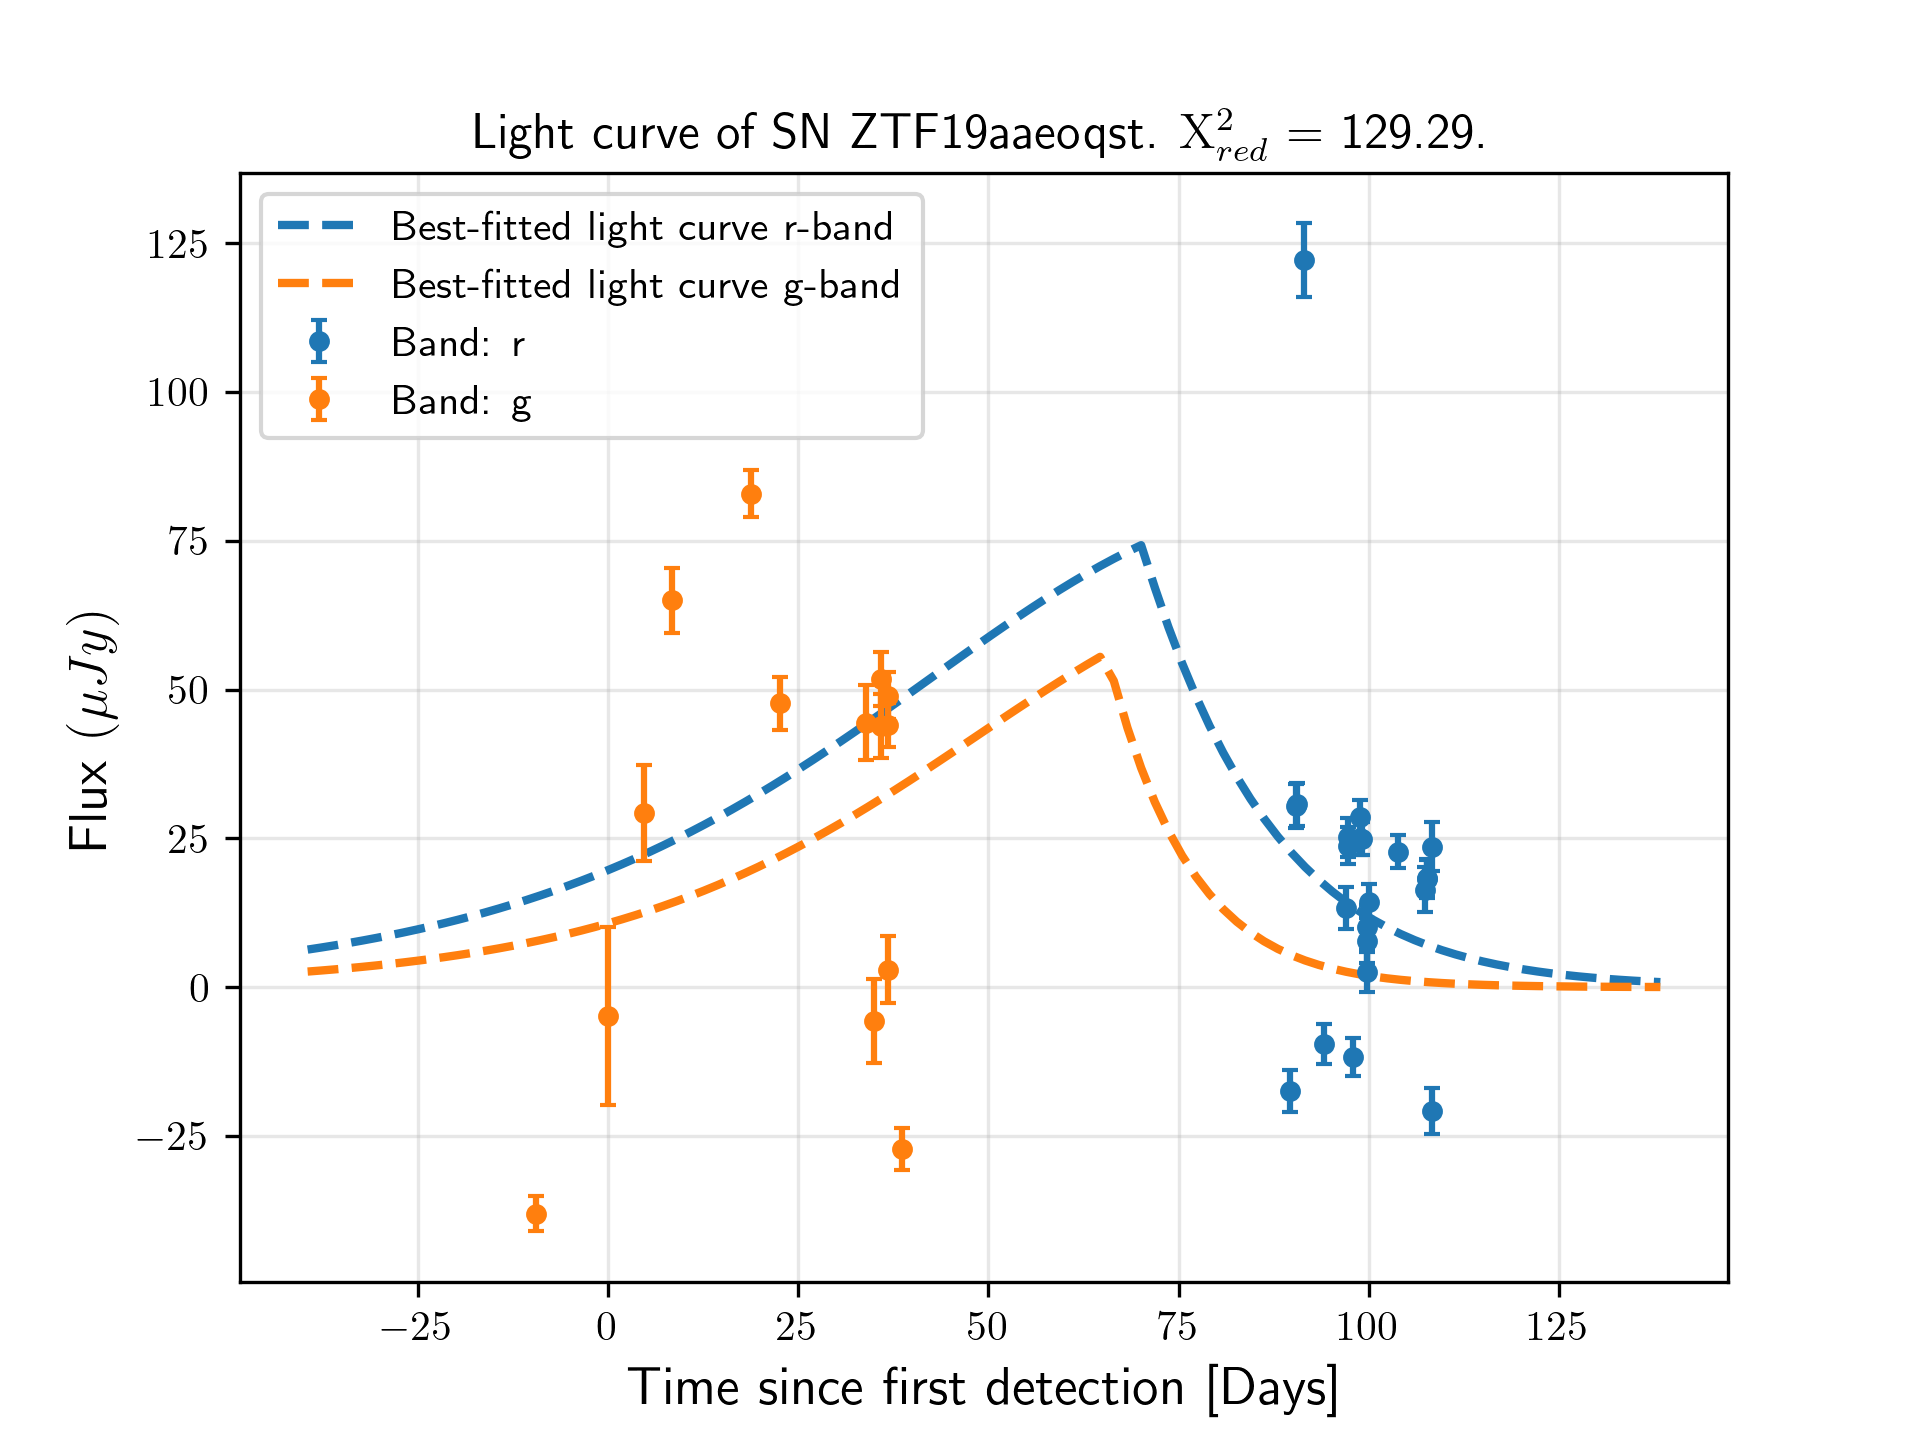 Light curve of SN ZTF19aaeoqst. X²_red = 129.29.
Best-fitted light curve r-band
Best-fitted light curve g-band
Band: r
Band: g
125
100
75
50
25
0
−25
Flux (μJy)
−25 0 25 50 75 100 125
Time since first detection [Days]